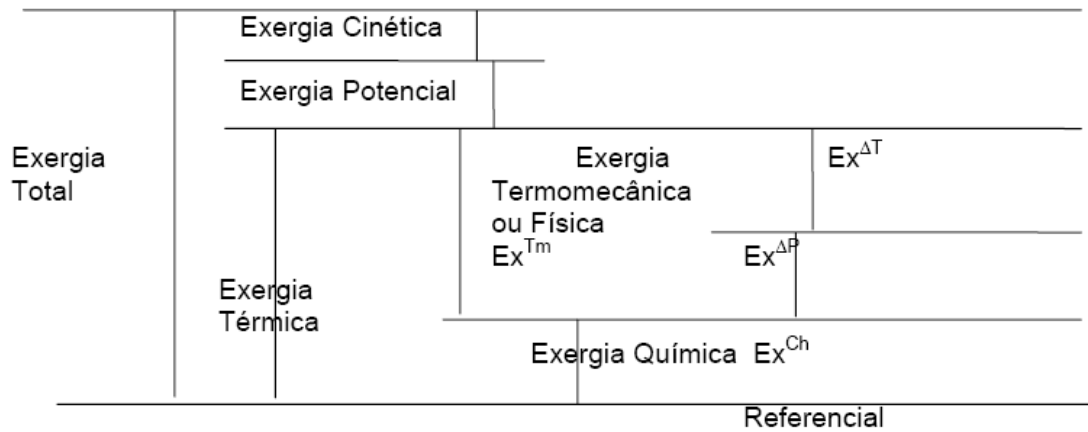 Exergia Cinética
Exergia Potencial
Exergia
Total
Exergia
Termomecânica
ou Física
Ex^Tm
Ex^ΔT
Ex^ΔP
Exergia
Térmica
Exergia Química Ex^Ch
Referencial